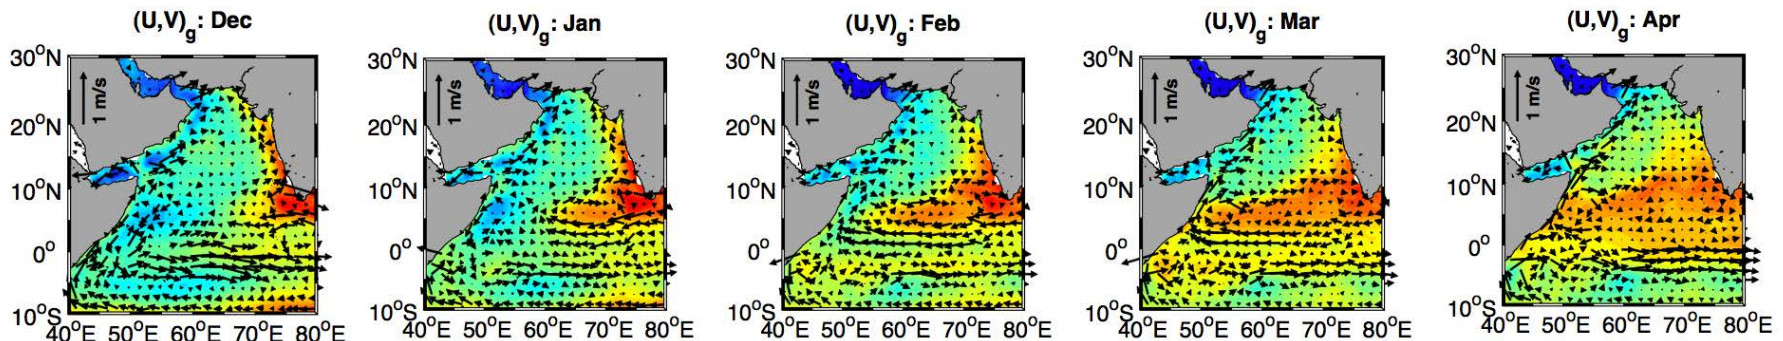 (U,V)g: Dec (U,V)g: Jan (U,V)g: Feb (U,V)g: Mar (U,V)g: Apr
30°N 30°N 30°N 30°N 30°N
1 m/s 1 m/s 1 m/s 1 m/s 1 m/s
20°N 20°N 20°N 20°N 20°N
10°N 10°N 10°N 10°N 10°N
0° 0° 0° 0° 0°
10°S 10°S 10°S 10°S 10°S
40°E 50°E 60°E 70°E 80°E 40°E 50°E 60°E 70°E 80°E 40°E 50°E 60°E 70°E 80°E 40°E 50°E 60°E 70°E 80°E 40°E 50°E 60°E 70°E 80°E